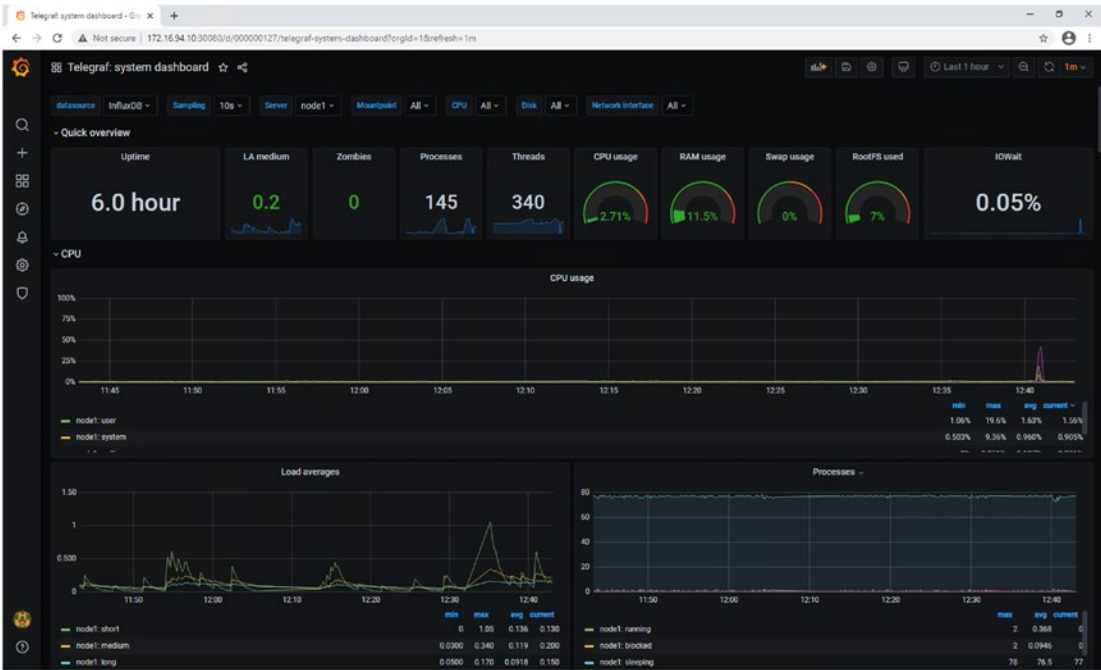 Telegraf: system dashboard - Gra
Not secure | 172.16.94.10:30080/d/000000127/telegraf-system-dashboard?orgId=1&refresh=1m
Telegraf: system dashboard
Last 1 hour
1m
datasource InfluxDB Sampling 10s Server node1 Mountpoint All CPU All Disk All Network interface All
Quick overview
Uptime LA medium Zombies Processes Threads CPU usage RAM usage Swap usage RootFS used IOWait
6.0 hour 0.2 0 145 340 2.71% 11.5% 0% 7% 0.05%
CPU
CPU usage
100%
75%
50%
25%
0%
11:45 11:50 11:55 12:00 12:05 12:10 12:15 12:20 12:25 12:30 12:35 12:40
min max avg current
node1: user 1.06% 19.6% 1.63% 1.56%
node1: system 0.503% 9.36% 0.960% 0.905%
Load averages
1.50
1
0.500
0
11:50 12:00 12:10 12:20 12:30 12:40
min max avg current
node1: short 0 1.05 0.136 0.130
node1: medium 0.0300 0.340 0.119 0.200
node1: long 0.0500 0.170 0.0918 0.150
Processes
80
60
40
20
0
11:50 12:00 12:10 12:20 12:30 12:40
max avg current
node1: running 2 0.368 0
node1: blocked 2 0.0946 0
node1: sleeping 78 76.5 77